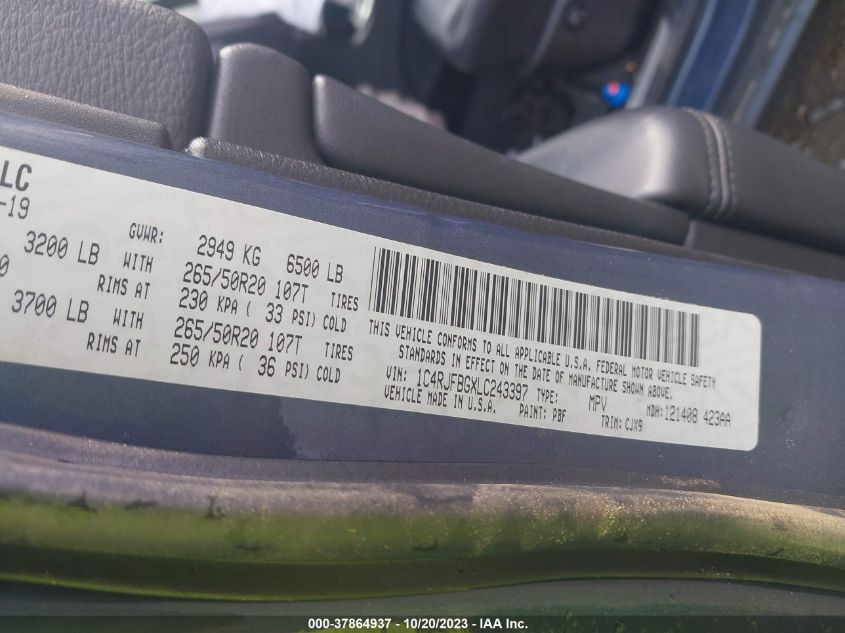 LC
-19
GVWR: 2949 KG 6500 LB
3200 LB WITH 265/50R20 107T TIRES
0 RIMS AT 230 KPA ( 33 PSI) COLD
3700 LB WITH 265/50R20 107T TIRES
RIMS AT 250 KPA ( 36 PSI) COLD
THIS VEHICLE CONFORMS TO ALL APPLICABLE U.S.A. FEDERAL MOTOR VEHICLE SAFETY
STANDARDS IN EFFECT ON THE DATE OF MANUFACTURE SHOWN ABOVE.
VIN: 1C4RJFBGXLC243397 TYPE: MPV MDH: 121408 423AA
VEHICLE MADE IN U.S.A. PAINT: PBF TRIM: CJX9
000-37864937 - 10/20/2023 - IAA Inc.